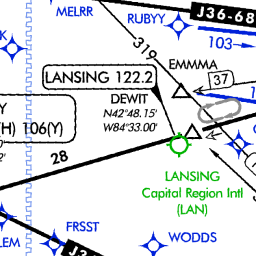 MELRR
RUBYY
J36-68
103
319
EMMMA
37
LANSING 122.2
DEWIT
N42°48.15'
W84°33.00'
Y
(H) 106(Y)
28
LANSING
Capital Region Intl
(LAN)
FRSST
WODDS
LEM